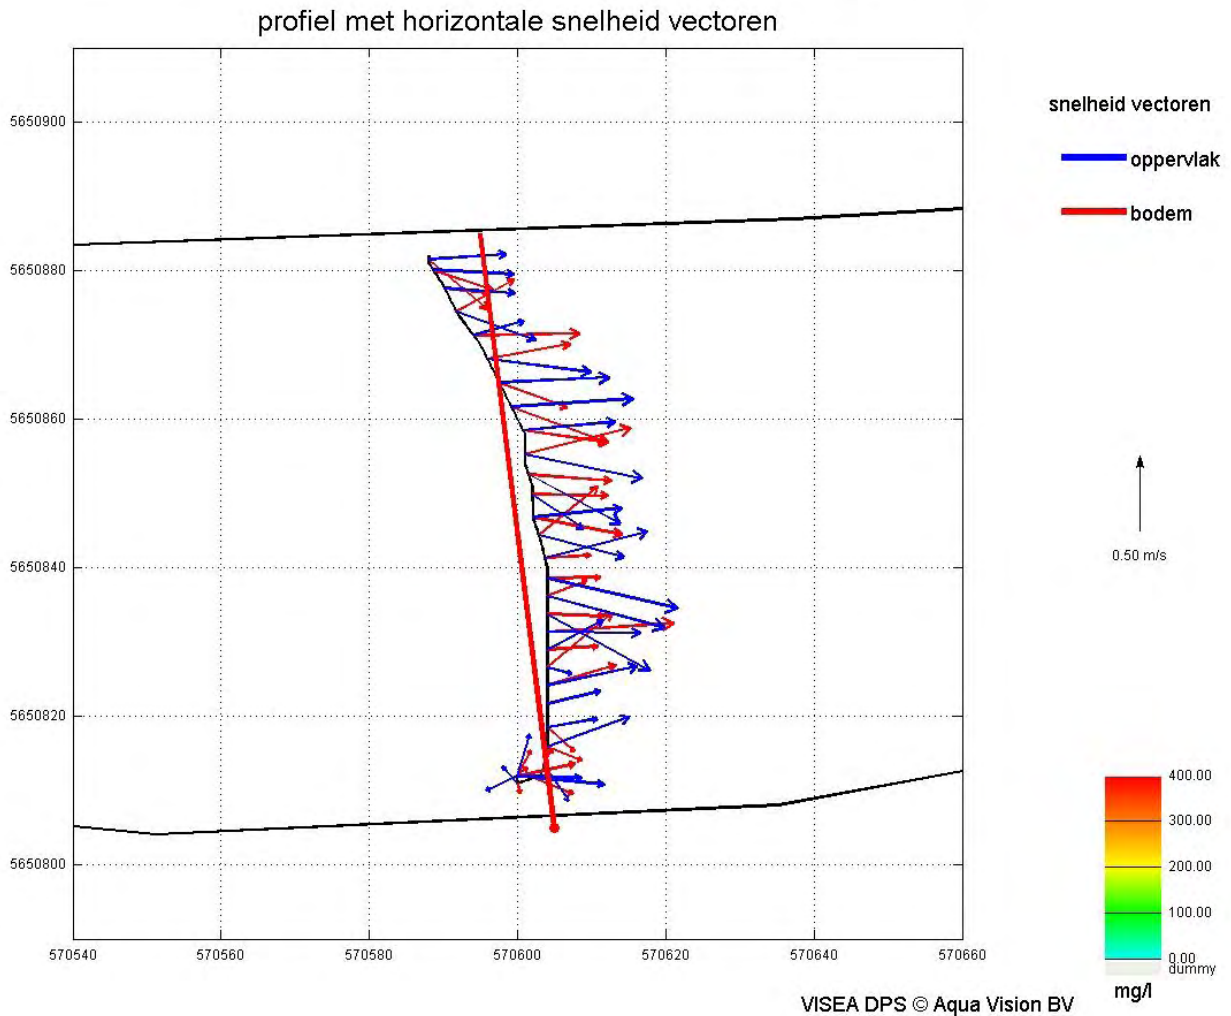 profiel met horizontale snelheid vectoren
snelheid vectoren
oppervlak
bodem
5650900
5650880
5650860
5650840
5650820
5650800
570540
570560
570580
570600
570620
570640
570660
0.50 m/s
400.00
300.00
200.00
100.00
0.00
dummy
mg/l
VISEA DPS © Aqua Vision BV